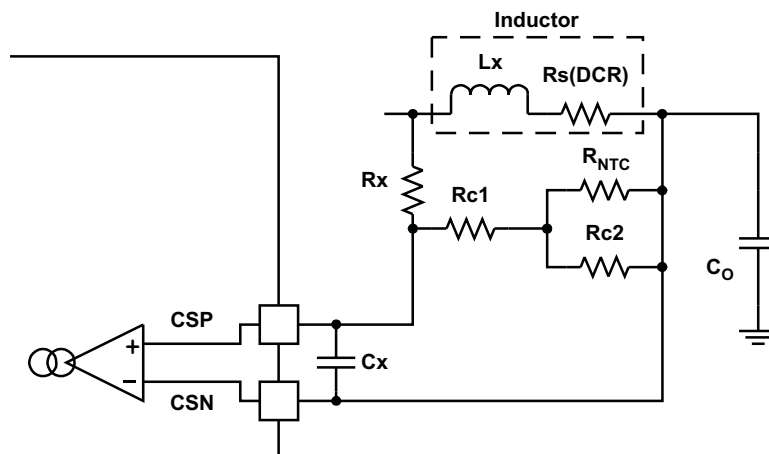 Inductor
Lx
Rs(DCR)
Rx
Rc1
RNTC
Rc2
CO
CSP
+
Cx
–
CSN